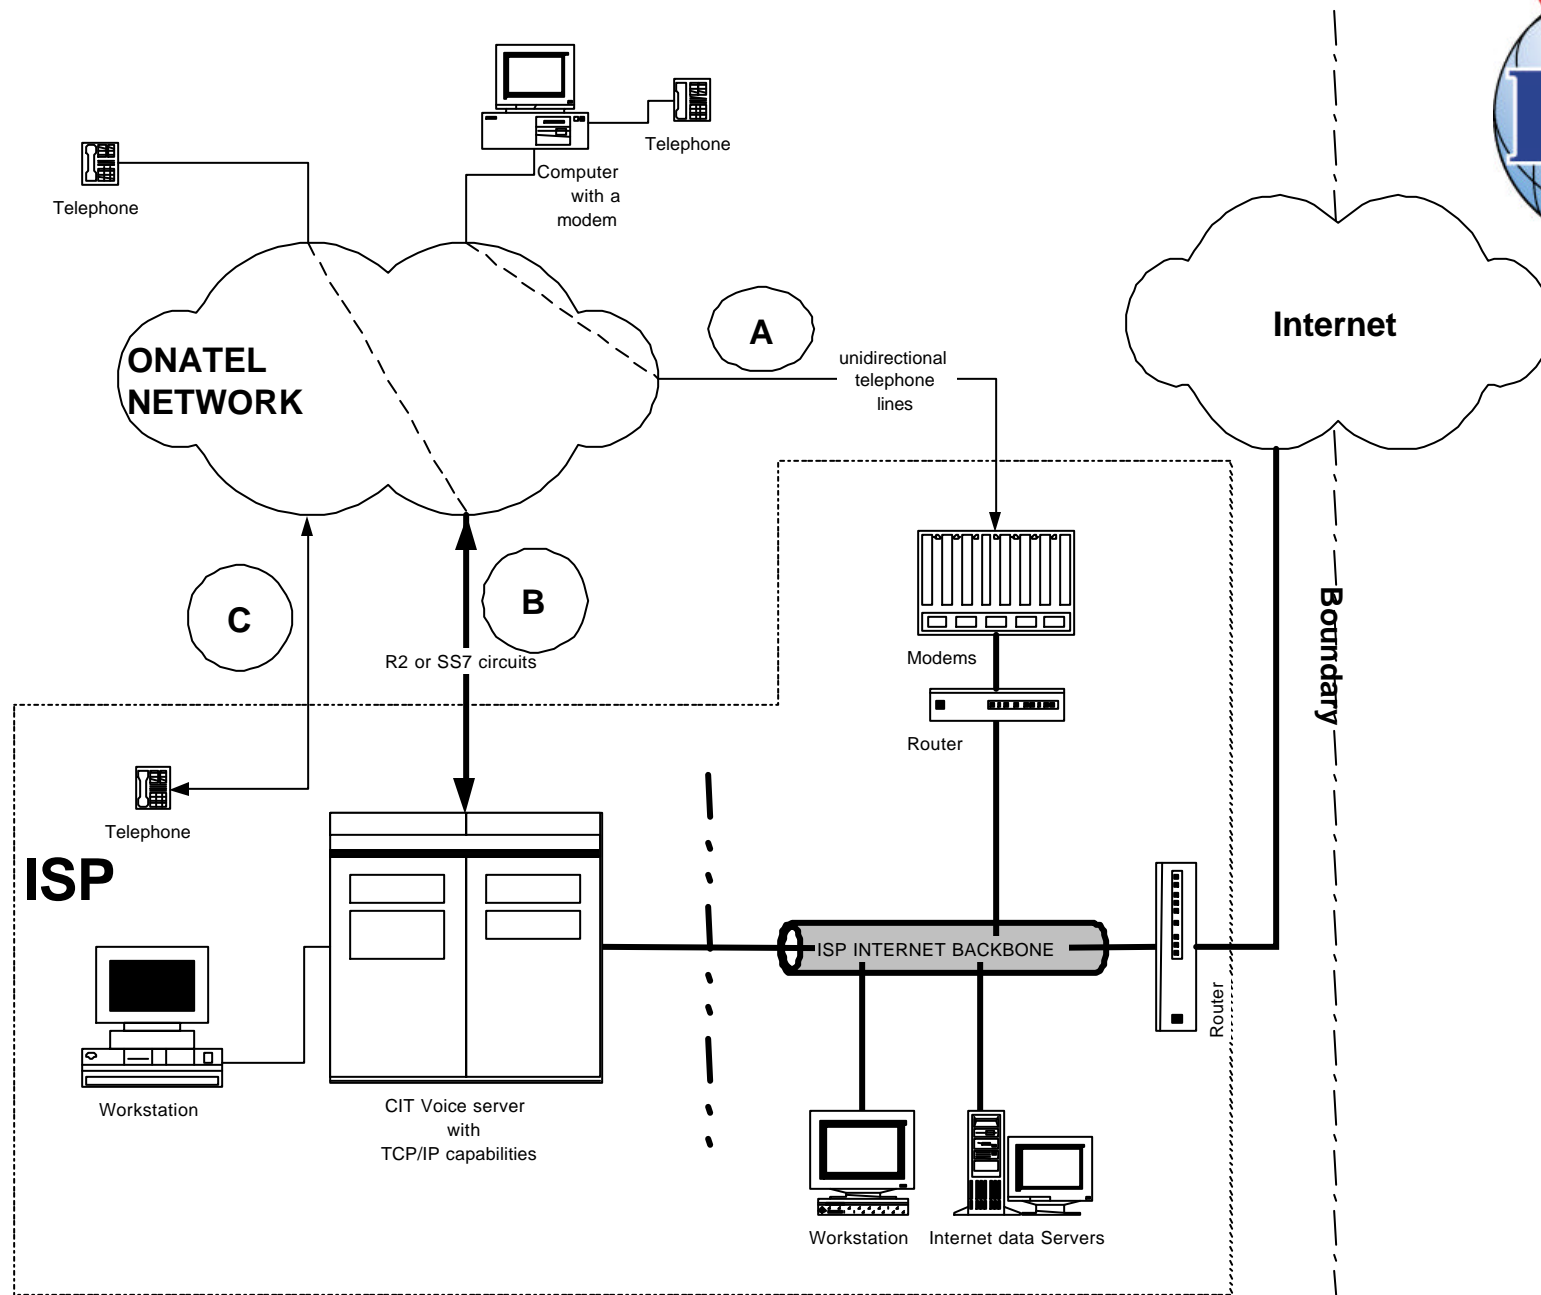 Telephone
Computer
with a
modem
Telephone
ONATEL
NETWORK
A
unidirectional
telephone
lines
Internet
C
B
R2 or SS7 circuits
Modems
Router
Boundary
Telephone
ISP
ISP INTERNET BACKBONE
Router
Workstation
CIT Voice server
with
TCP/IP capabilities
Workstation
Internet data Servers